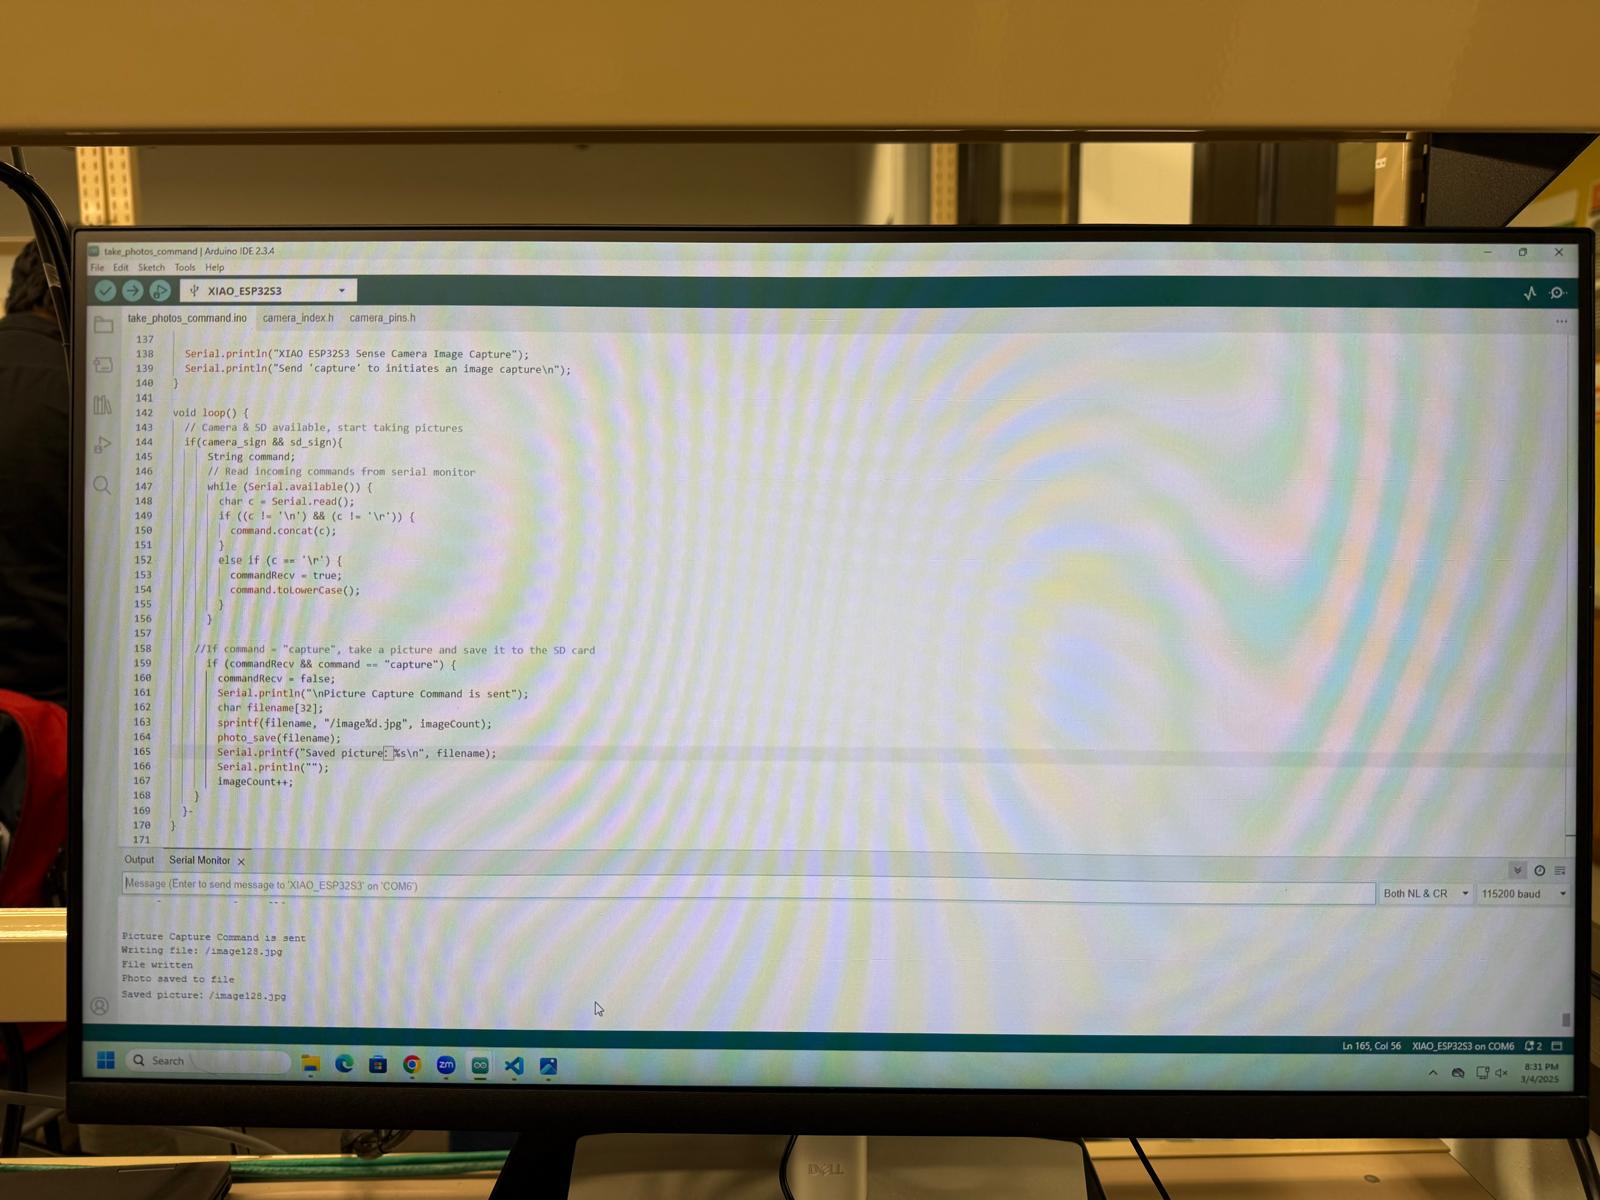 take_photos_command | Arduino IDE 2.3.4
File Edit Sketch Tools Help
XIAO_ESP32S3
take_photos_command.ino camera_index.h camera_pins.h
137
138 Serial.println("XIAO ESP32S3 Sense Camera Image Capture");
139 Serial.println("Send 'capture' to initiates an image capture\n");
140 }
141
142 void loop() {
143 // Camera & SD available, start taking pictures
144 if(camera_sign && sd_sign){
145 String command;
146 // Read incoming commands from serial monitor
147 while (Serial.available()) {
148 char c = Serial.read();
149 if ((c != '\n') && (c != '\r')) {
150 command.concat(c);
151 }
152 else if (c == '\r') {
153 commandRecv = true;
154 command.toLowerCase();
155 }
156 }
157
158 //If command = "capture", take a picture and save it to the SD card
159 if (commandRecv && command == "capture") {
160 commandRecv = false;
161 Serial.println("\nPicture Capture Command is sent");
162 char filename[32];
163 sprintf(filename, "/image%d.jpg", imageCount);
164 photo_save(filename);
165 Serial.printf("Saved picture: %s\n", filename);
166 Serial.println("");
167 imageCount++;
168 }
169 }
170 }
171
Output Serial Monitor
Message (Enter to send message to 'XIAO_ESP32S3' on 'COM6')
Both NL & CR 115200 baud
Picture Capture Command is sent
Writing file: /image128.jpg
File written
Photo saved to file
Saved picture: /image128.jpg
Ln 165, Col 56 XIAO_ESP32S3 on COM6 2
Search
zm
8:31 PM
3/4/2025
DELL